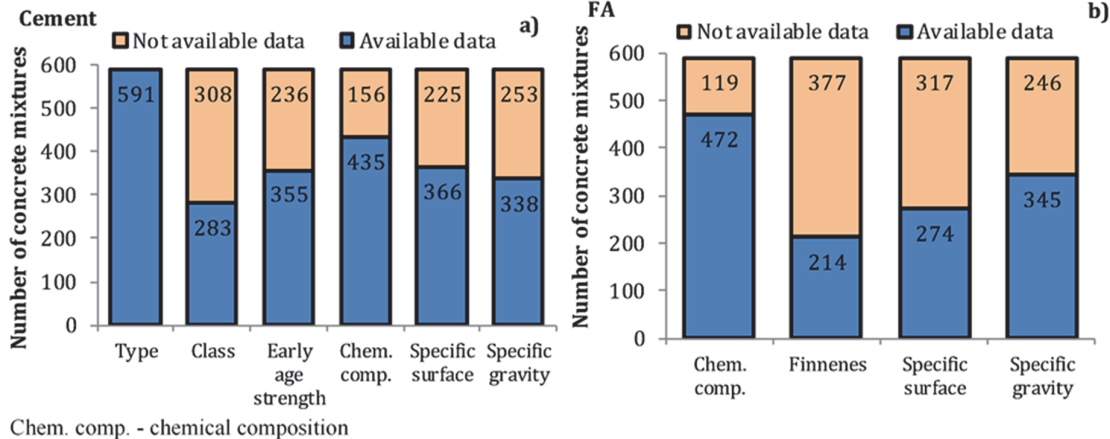 Cement
a)
Not available data
Available data
Number of concrete mixtures
600
500
400
300
200
100
0
591
308
236
156
225
253
283
355
435
366
338
Type
Class
Early
age
strength
Chem.
comp.
Specific
surface
Specific
gravity
FA
b)
Not available data
Available data
Number of concrete mixtures
600
500
400
300
200
100
0
119
377
317
246
472
214
274
345
Chem.
comp.
Finnenes
Specific
surface
Specific
gravity
Chem. comp. - chemical composition